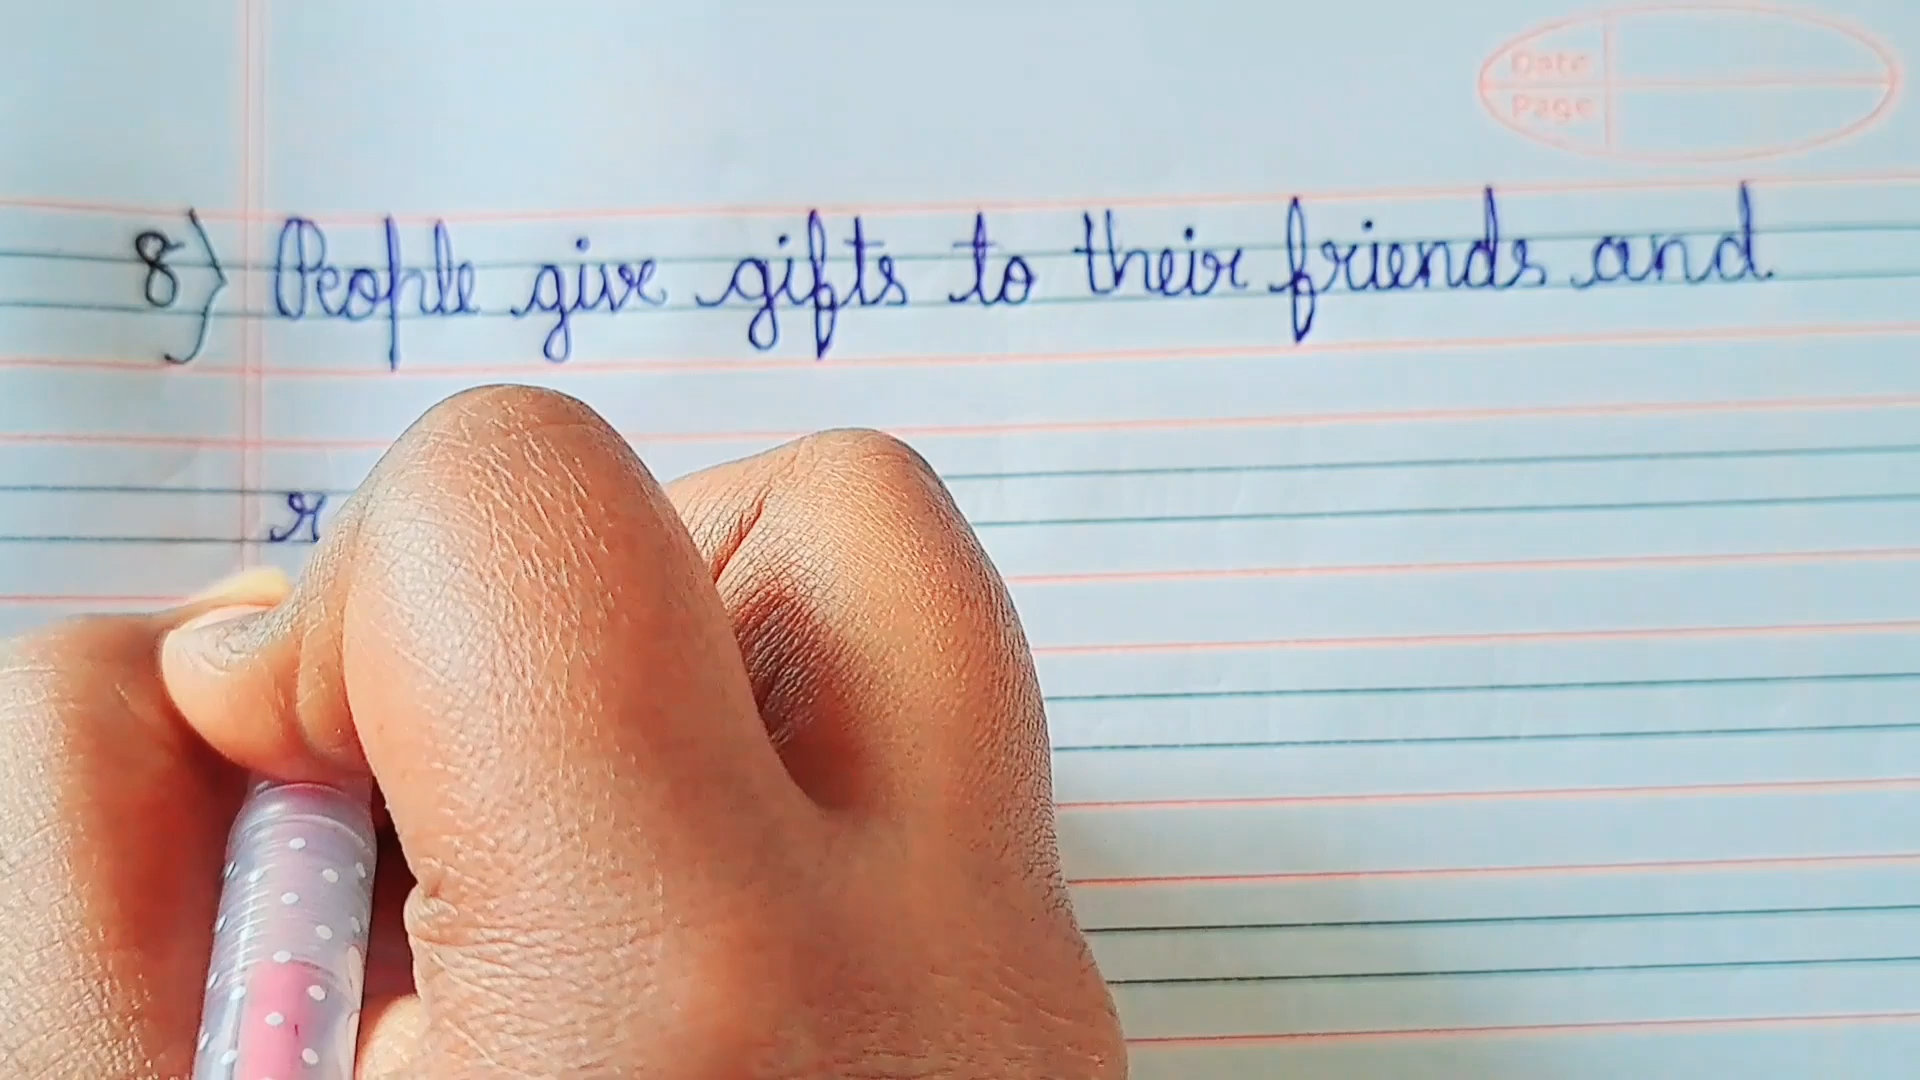 Date
Page
8) People give gifts to their friends and
r